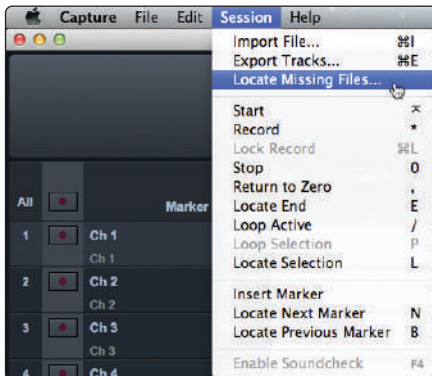 Capture File Edit Session Help
Import File... ⌘I
Export Tracks... ⌘E
Locate Missing Files...
Start ⌅
Record *
Lock Record ⌘L
Stop 0
Return to Zero ,
Locate End E
Loop Active /
Loop Selection P
Locate Selection L
Insert Marker
Locate Next Marker N
Locate Previous Marker B
Enable Soundcheck F4
All Marker
1 Ch 1
Ch 1
2 Ch 2
Ch 2
3 Ch 3
Ch 3
4 Ch 4